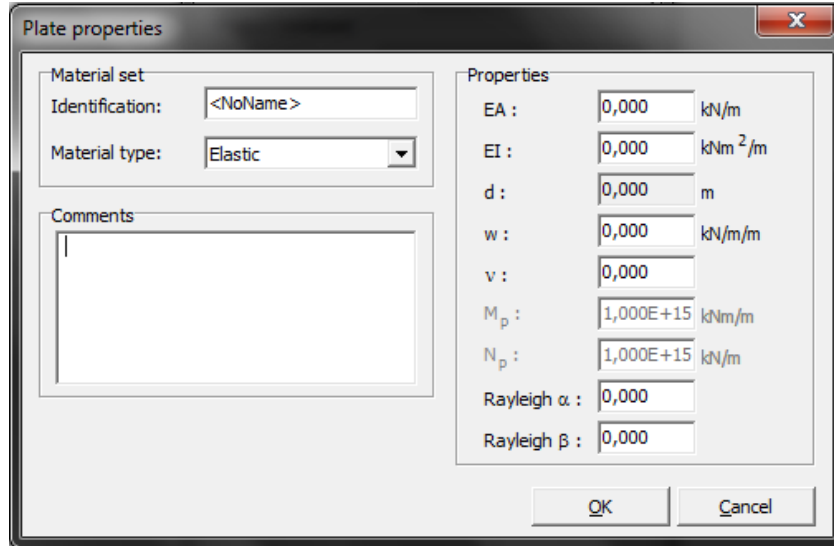 Plate properties
Material set
Identification: <NoName>
Material type: Elastic
Comments
Properties
EA : 0,000 kN/m
EI : 0,000 kNm 2/m
d : 0,000 m
w : 0,000 kN/m/m
ν : 0,000
Mp : 1,000E+15 kNm/m
Np : 1,000E+15 kN/m
Rayleigh α : 0,000
Rayleigh β : 0,000
OK Cancel